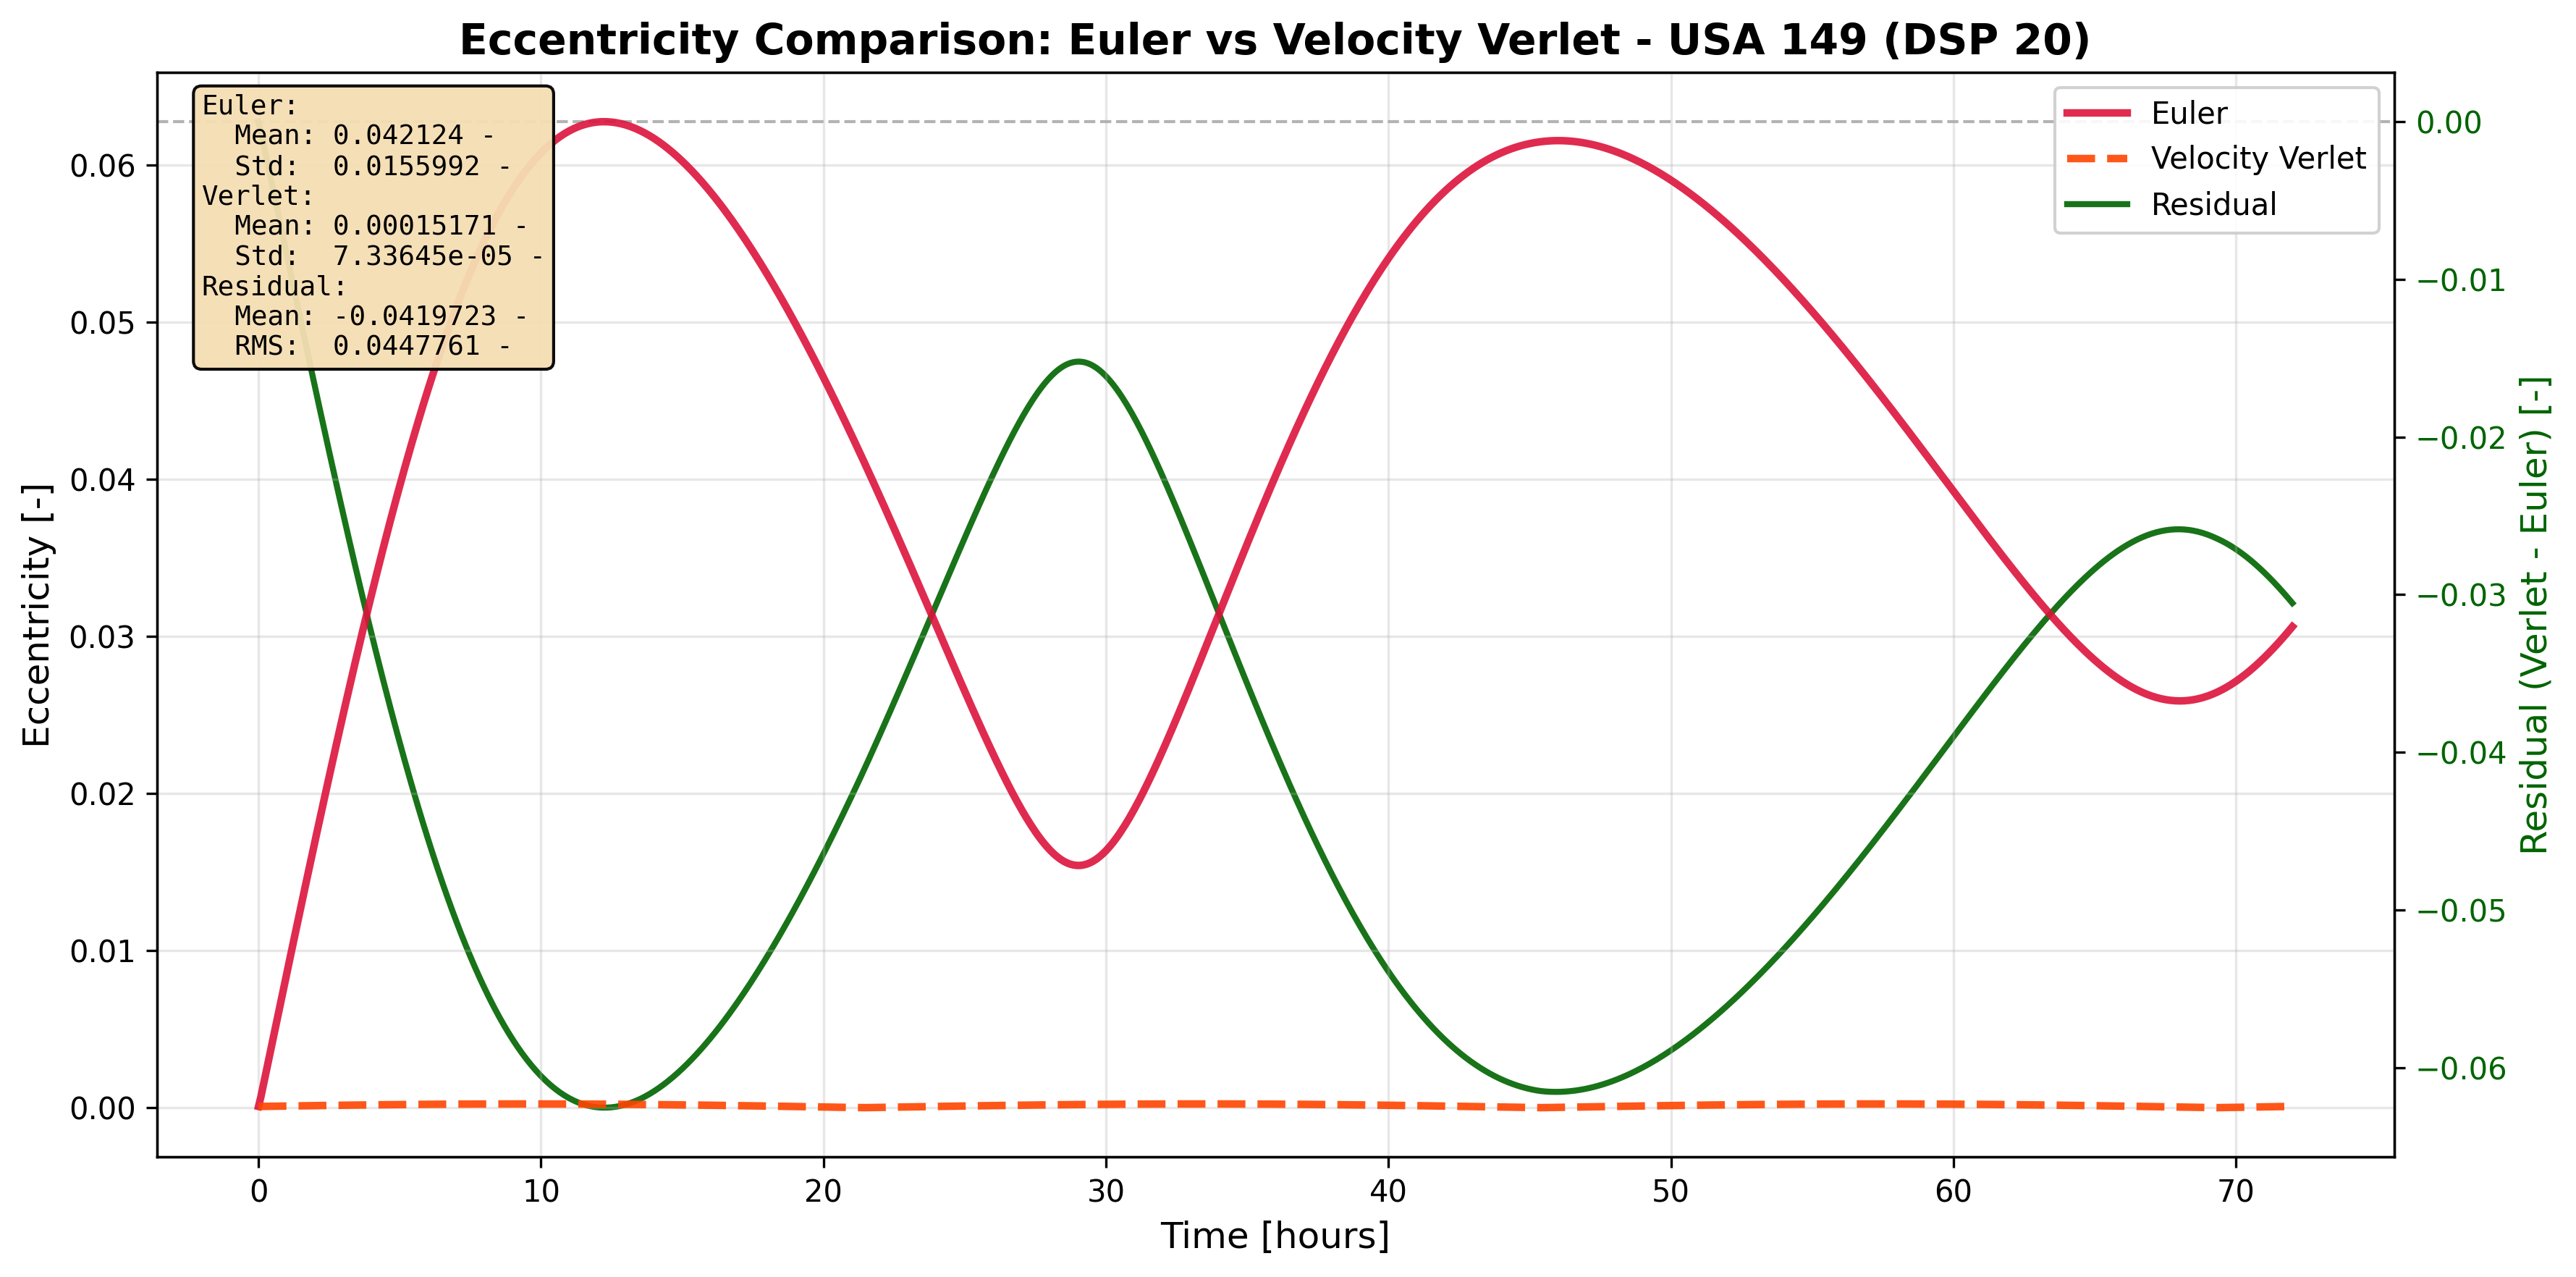 Eccentricity Comparison: Euler vs Velocity Verlet - USA 149 (DSP 20)
Euler:
Mean: 0.042124 -
Std: 0.0155992 -
Verlet:
Mean: 0.00015171 -
Std: 7.33645e-05 -
Residual:
Mean: -0.0419723 -
RMS: 0.0447761 -
Euler
Velocity Verlet
Residual
Eccentricity [-]
0.06
0.05
0.04
0.03
0.02
0.01
0.00
0.00
−0.01
−0.02
−0.03
−0.04
−0.05
−0.06
Residual (Verlet - Euler) [-]
0 10 20 30 40 50 60 70
Time [hours]